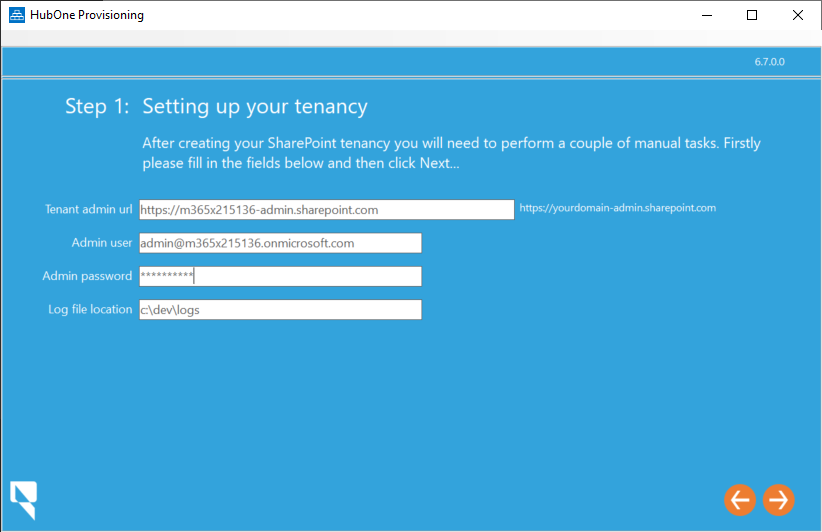 HubOne Provisioning
6.7.0.0
Step 1: Setting up your tenancy
After creating your SharePoint tenancy you will need to perform a couple of manual tasks. Firstly
please fill in the fields below and then click Next...
Tenant admin url https://m365x215136-admin.sharepoint.com https://yourdomain-admin.sharepoint.com
Admin user admin@m365x215136.onmicrosoft.com
Admin password **********
Log file location c:\dev\logs